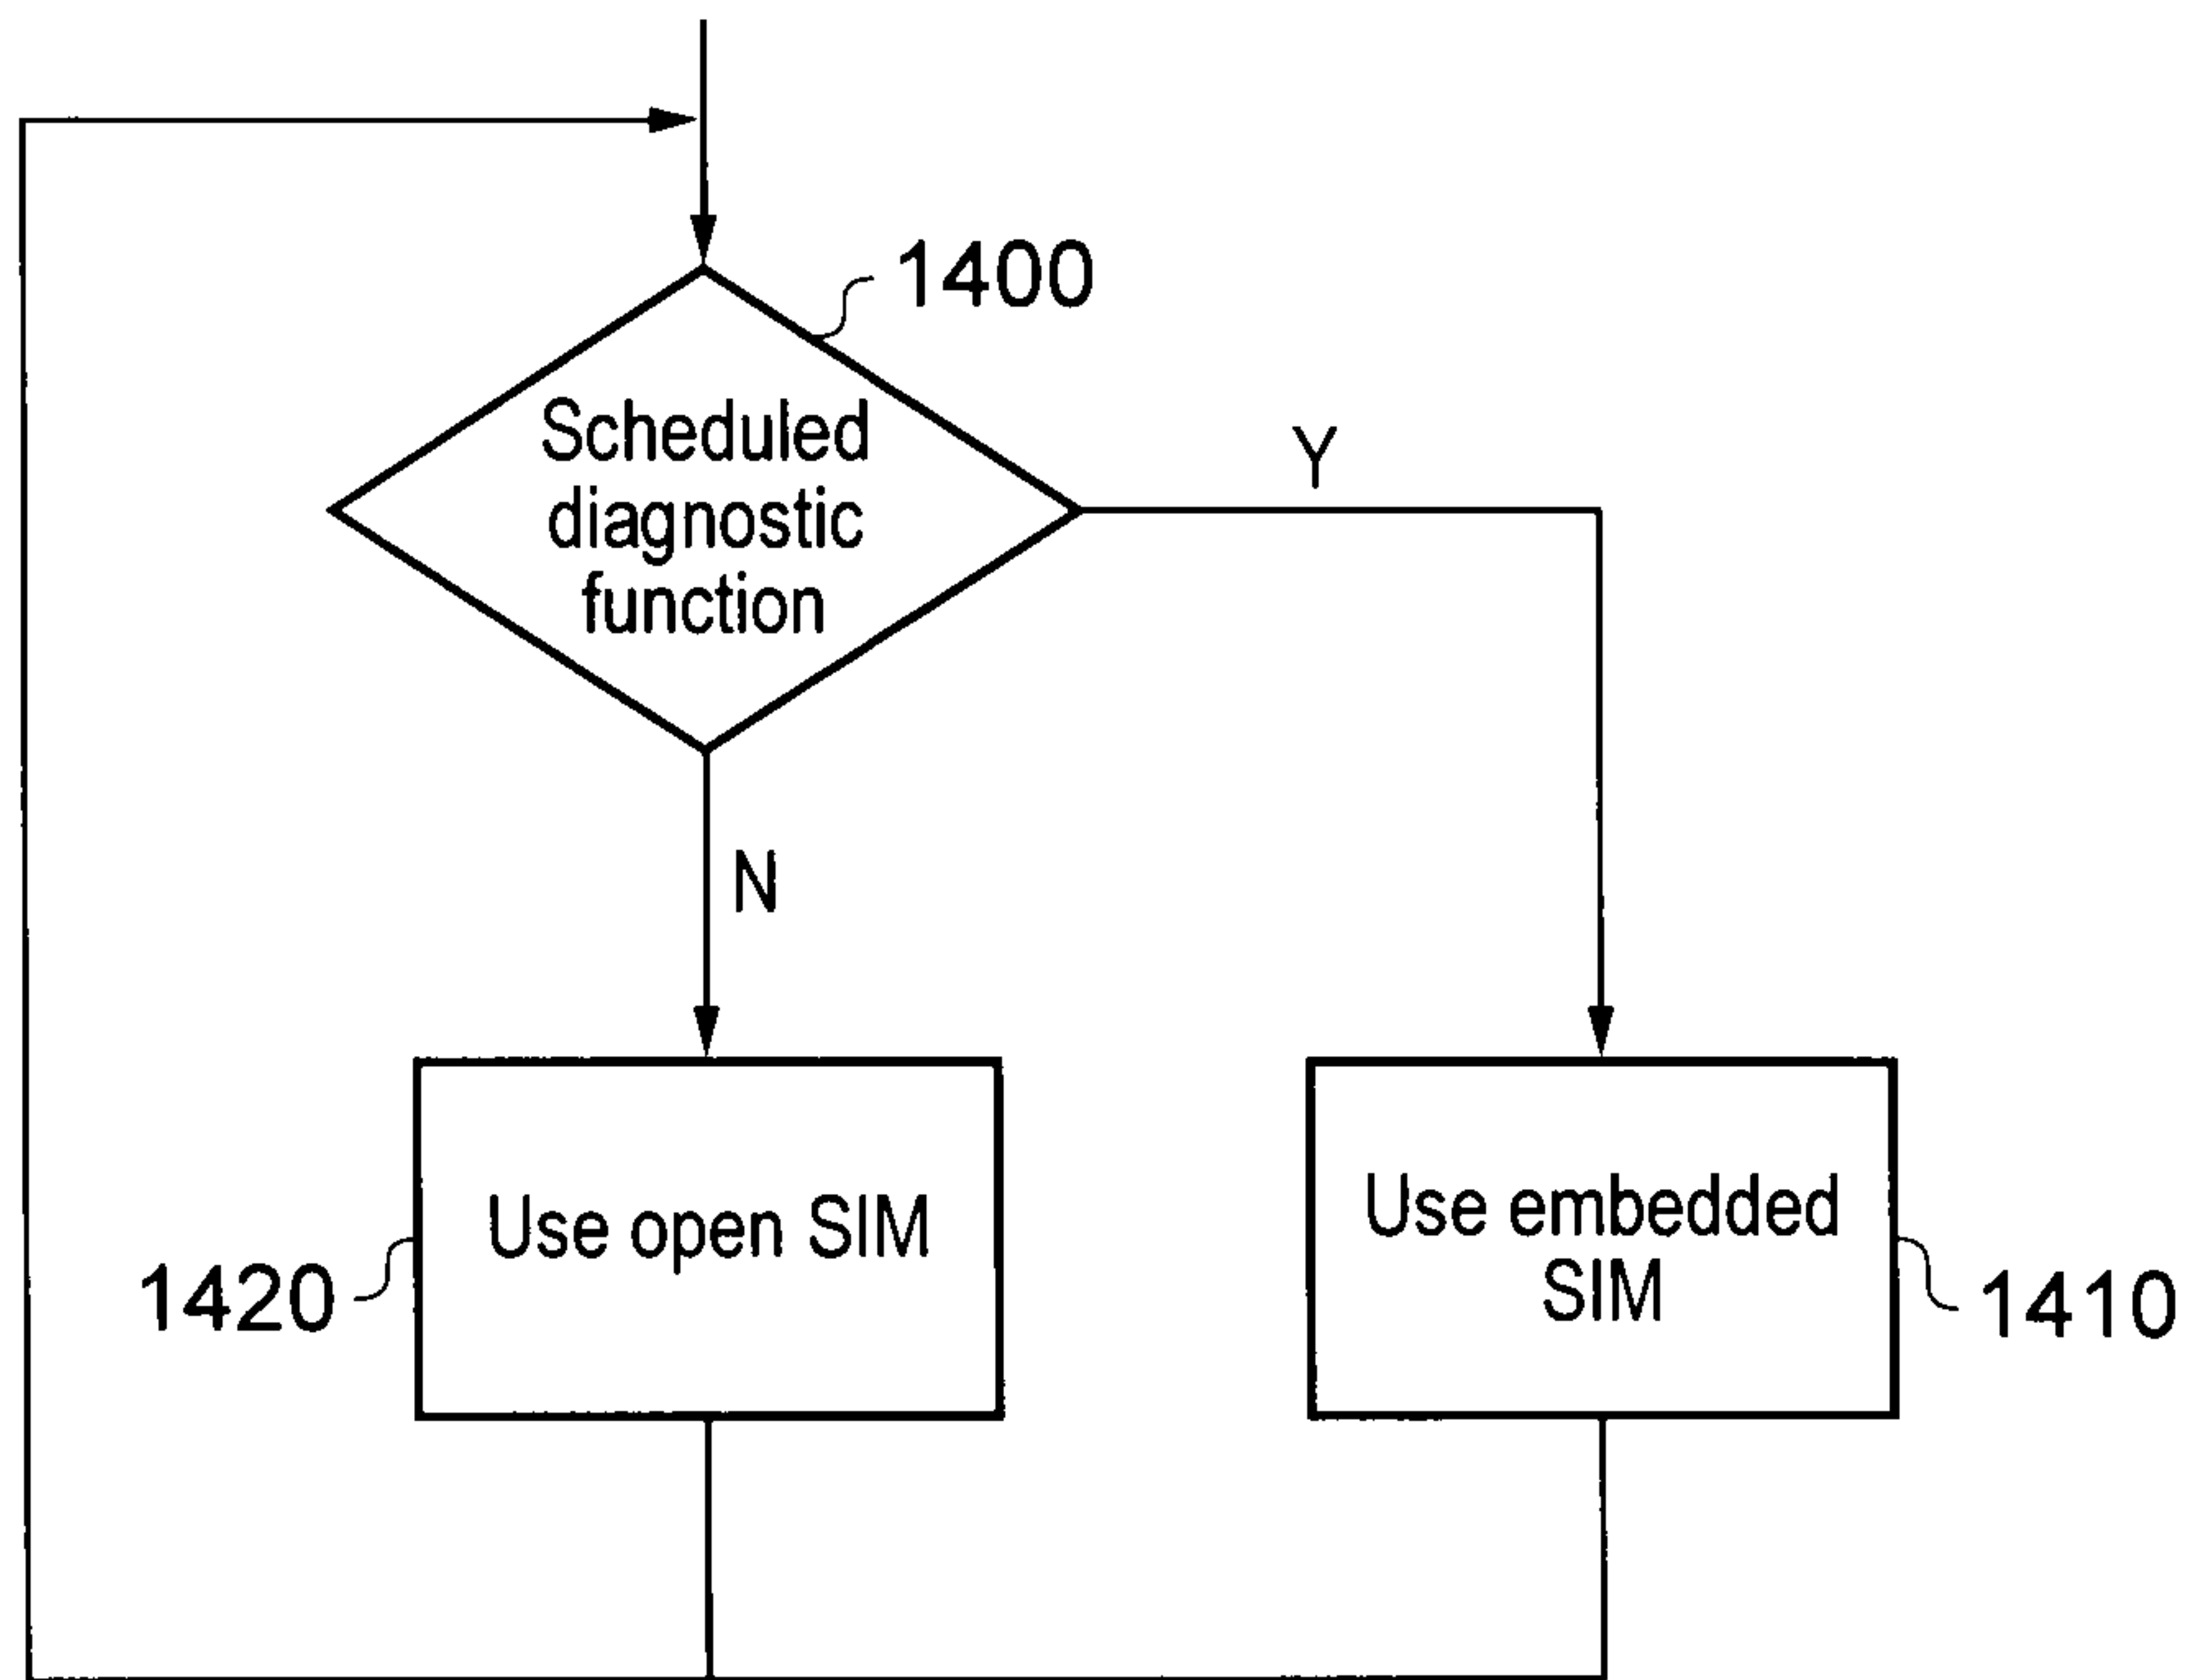 1400
Scheduled
diagnostic
function
Y
N
Use open SIM
Use embedded
SIM
1420
1410